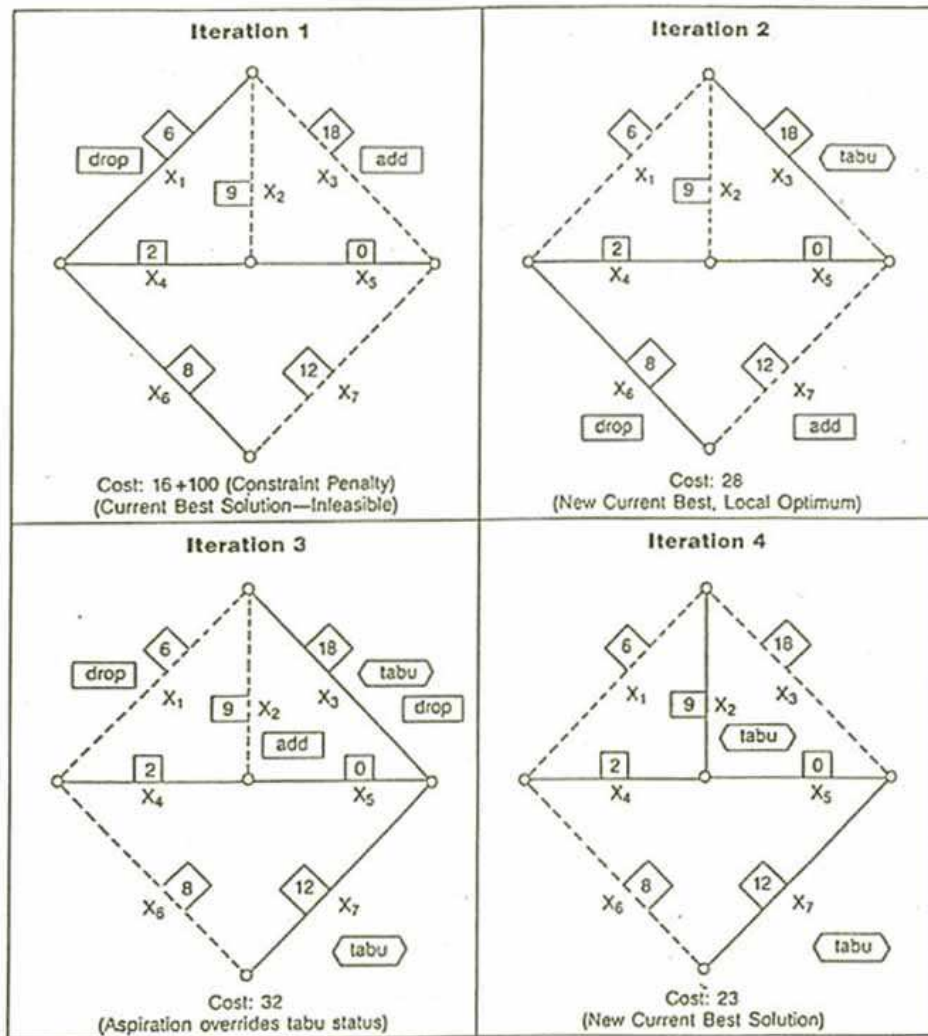 Iteration 1
6
18
drop
add
X₁
X₃
9
X₂
2
0
X₄
X₅
8
12
X₆
X₇
Cost: 16+100 (Constraint Penalty)
(Current Best Solution—Infeasible)
Iteration 2
6
18
tabu
X₁
X₃
9
X₂
2
0
X₄
X₅
8
12
X₆
X₇
drop
add
Cost: 28
(New Current Best, Local Optimum)
Iteration 3
6
18
drop
tabu
X₁
X₃
drop
9
X₂
add
2
0
X₄
X₅
8
12
X₆
X₇
tabu
Cost: 32
(Aspiration overrides tabu status)
Iteration 4
6
18
X₁
X₃
9
X₂
tabu
2
0
X₄
X₅
8
12
X₆
X₇
tabu
Cost: 23
(New Current Best Solution)